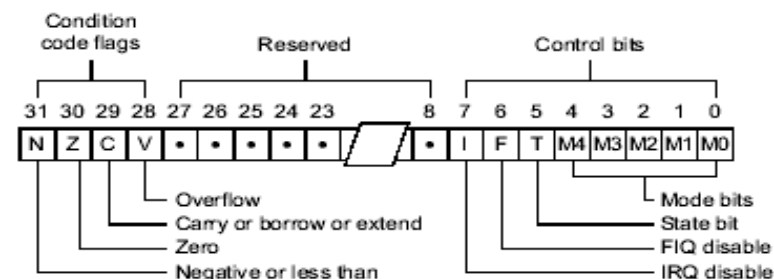 Condition
code flags Reserved Control bits
31 30 29 28 27 26 25 24 23 8 7 6 5 4 3 2 1 0
N Z C V • • • • • I F T M4 M3 M2 M1 M0
Overflow Mode bits
Carry or borrow or extend State bit
Zero FIQ disable
Negative or less than IRQ disable